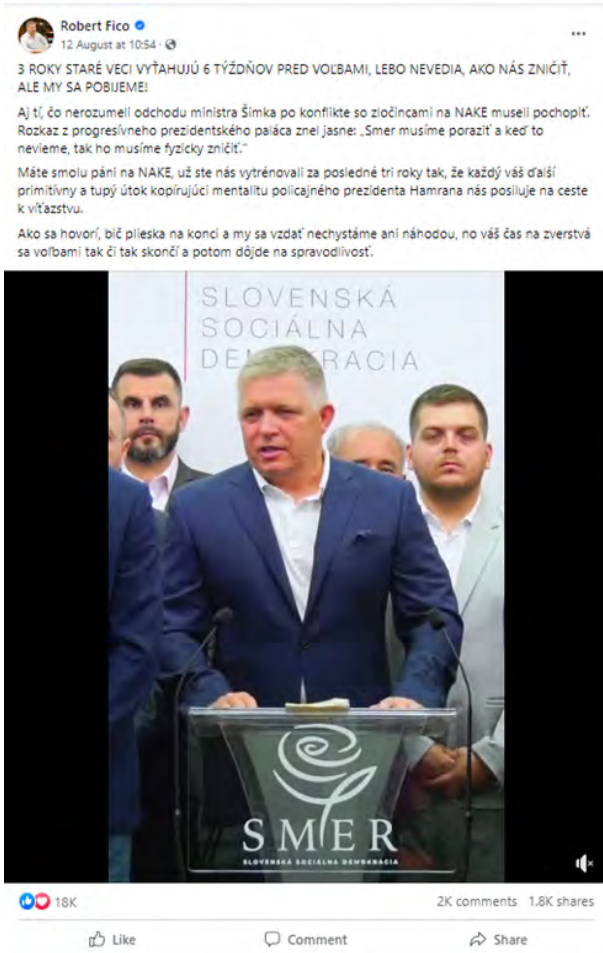 Robert Fico
12 August at 10:54 ·
3 ROKY STARÉ VECI VYŤAHUJÚ 6 TÝŽDŇOV PRED VOĽBAMI, LEBO NEVEDIA, AKO NÁS ZNIČIŤ,
ALE MY SA POBIJEME!
Aj tí, čo nerozumeli odchodu ministra Šimka po konflikte so zločincami na NAKE museli pochopiť.
Rozkaz z progresívneho prezidentského paláca znel jasne: „Smer musíme poraziť a keď to
nevieme, tak ho musíme fyzicky zničiť.“
Máte smolu páni na NAKE, už ste nás vytrénovali za posledné tri roky tak, že každý váš ďalší
primitívny a tupý útok kopírujúci mentalitu policajného prezidenta Hamrana nás posiluje na ceste
k víťazstvu.
Ako sa hovorí, bič plieska na konci a my sa vzdať nechystáme ani náhodou, no váš čas na zverstvá
sa voľbami tak či tak skončí a potom dôjde na spravodlivosť.
SLOVENSKÁ
SOCIÁLNA
DE RACIA
SMER
SLOVENSKÁ SOCIÁLNA DEMOKRACIA
18K
2K comments 1.8K shares
Like Comment Share